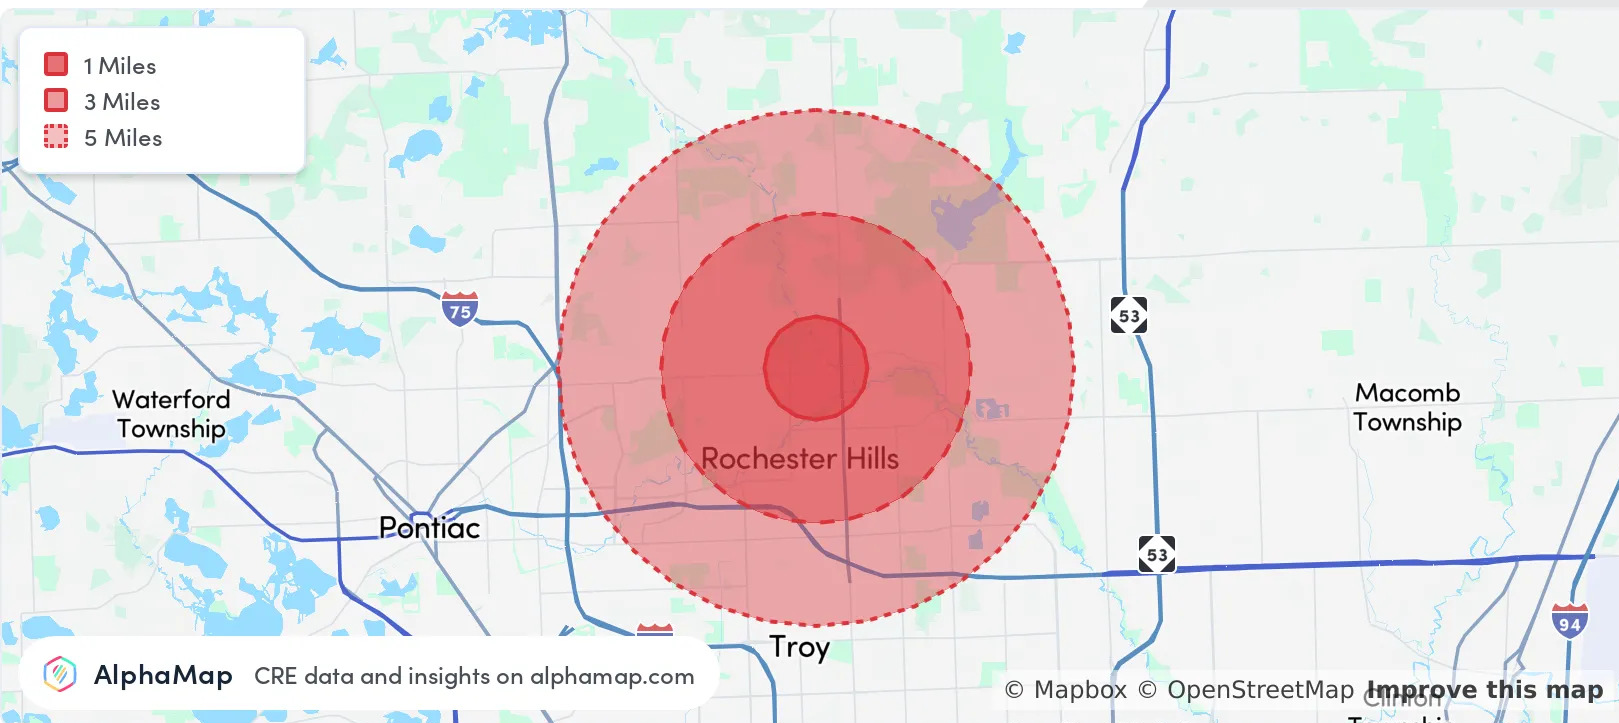 1 Miles
3 Miles
5 Miles
75
53
Waterford
Township
Macomb
Township
Rochester Hills
Pontiac
53
94
Troy
AlphaMap CRE data and insights on alphamap.com
© Mapbox © OpenStreetMap Improve this map
Clinton